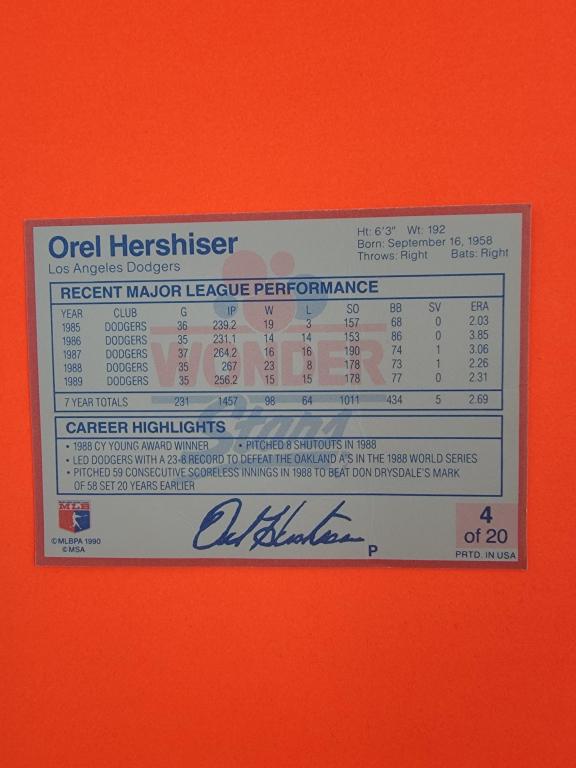 Orel Hershiser
Los Angeles Dodgers
Ht: 6'3" Wt: 192
Born: September 16, 1958
Throws: Right Bats: Right
RECENT MAJOR LEAGUE PERFORMANCE
YEAR CLUB G IP W L SO BB SV ERA
1985 DODGERS 36 239.2 19 3 157 68 0 2.03
1986 DODGERS 35 231.1 14 14 153 86 0 3.85
1987 DODGERS 37 264.2 16 16 190 74 1 3.06
1988 DODGERS 35 267 23 8 178 73 1 2.26
1989 DODGERS 35 256.2 15 15 178 77 0 2.31
7 YEAR TOTALS 231 1457 98 64 1011 434 5 2.69
WONDER
Stars
CAREER HIGHLIGHTS
• 1988 CY YOUNG AWARD WINNER • PITCHED 8 SHUTOUTS IN 1988
• LED DODGERS WITH A 23-8 RECORD TO DEFEAT THE OAKLAND A'S IN THE 1988 WORLD SERIES
• PITCHED 59 CONSECUTIVE SCORELESS INNINGS IN 1988 TO BEAT DON DRYSDALE'S MARK
OF 58 SET 20 YEARS EARLIER
MLB
©MLBPA 1990
©MSA
Orel Hershiser
P
4
of 20
PRTD. IN USA